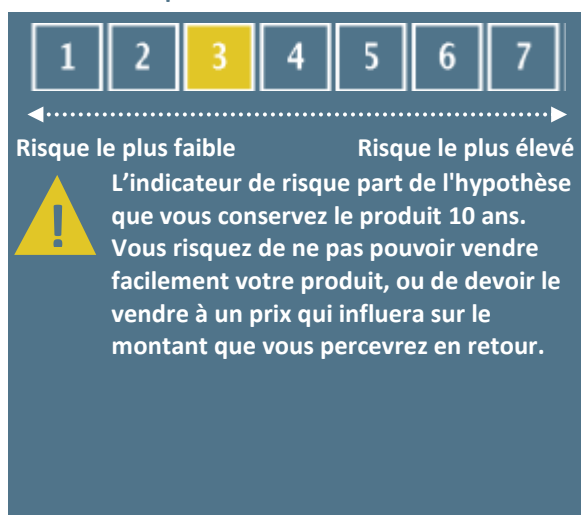 1 2 3 4 5 6 7
Risque le plus faible Risque le plus élevé
L’indicateur de risque part de l'hypothèse
que vous conservez le produit 10 ans.
Vous risquez de ne pas pouvoir vendre
facilement votre produit, ou de devoir le
vendre à un prix qui influera sur le
montant que vous percevrez en retour.